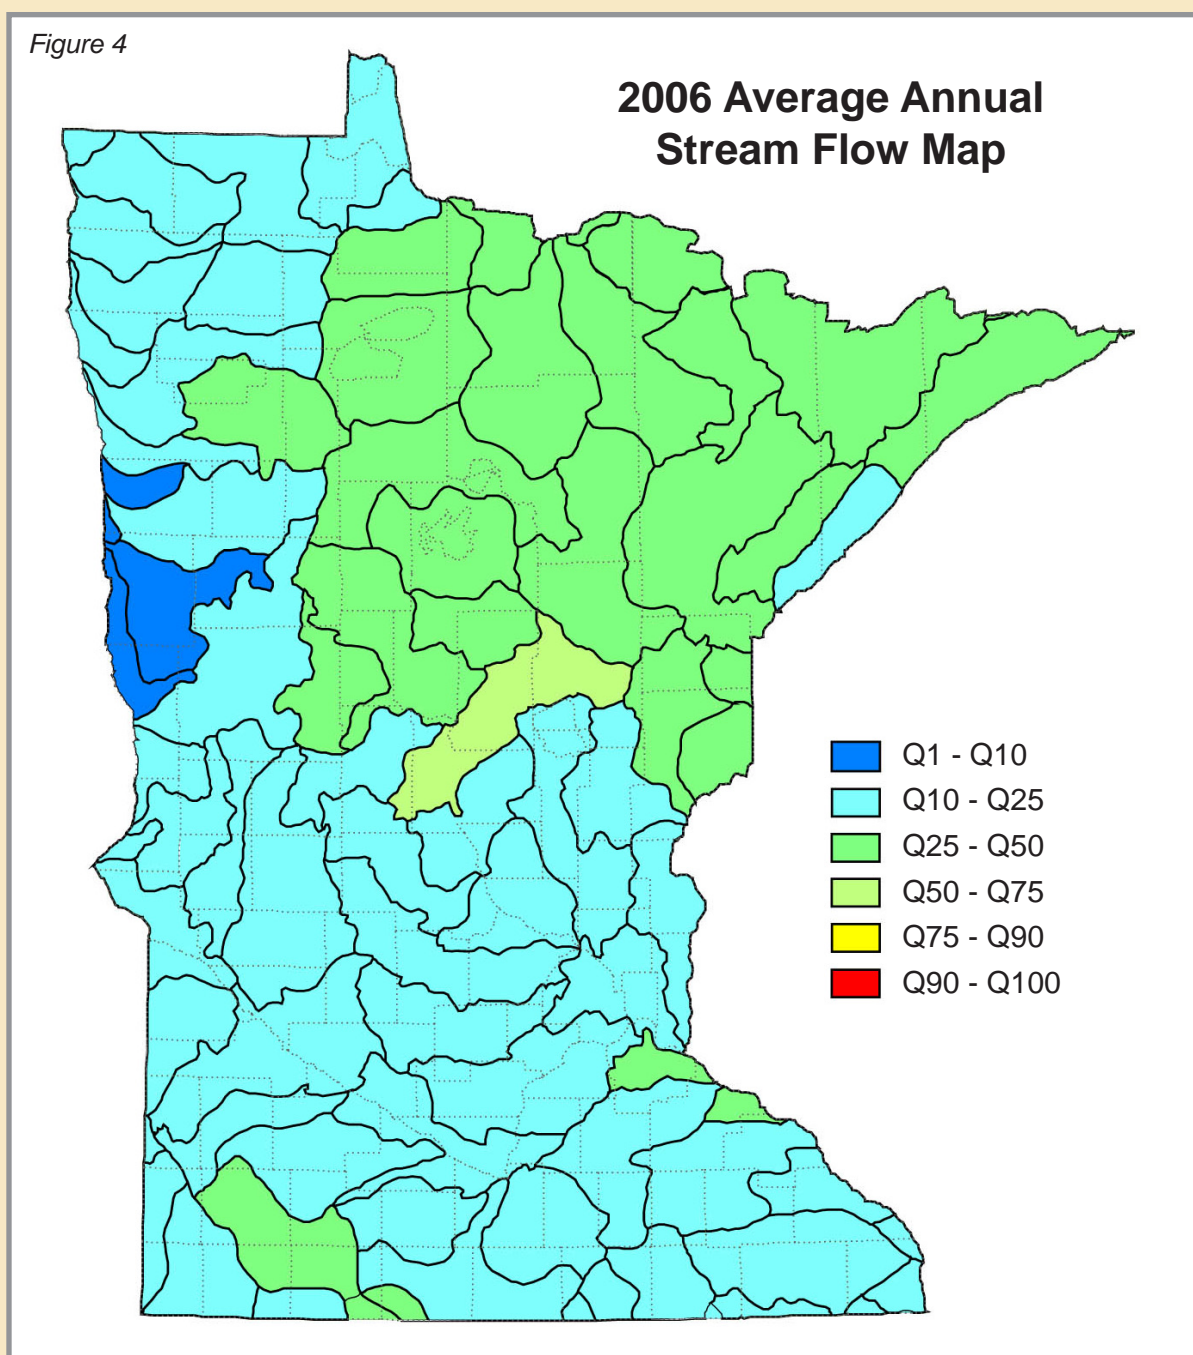 Figure 4
2006 Average Annual
Stream Flow Map
Q1 - Q10
Q10 - Q25
Q25 - Q50
Q50 - Q75
Q75 - Q90
Q90 - Q100